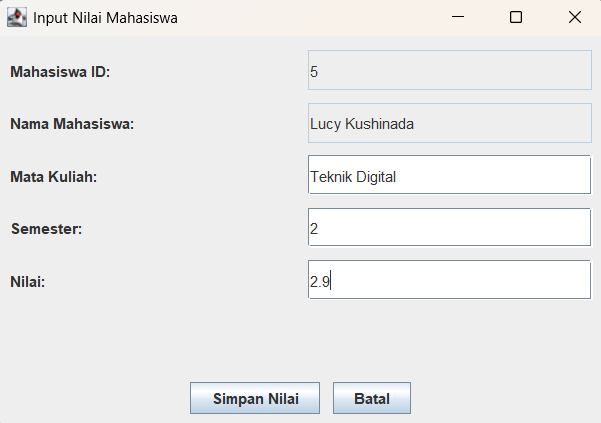 Input Nilai Mahasiswa
Mahasiswa ID: 5
Nama Mahasiswa: Lucy Kushinada
Mata Kuliah: Teknik Digital
Semester: 2
Nilai: 2.9
Simpan Nilai Batal